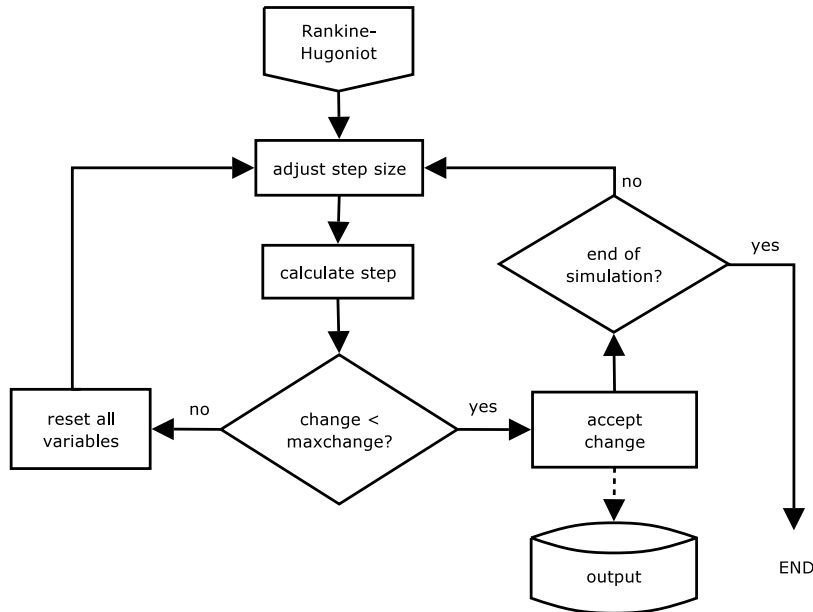 Rankine-
Hugoniot
adjust step size
calculate step
change <
maxchange?
no
reset all
variables
yes
accept
change
output
end of
simulation?
no
yes
END